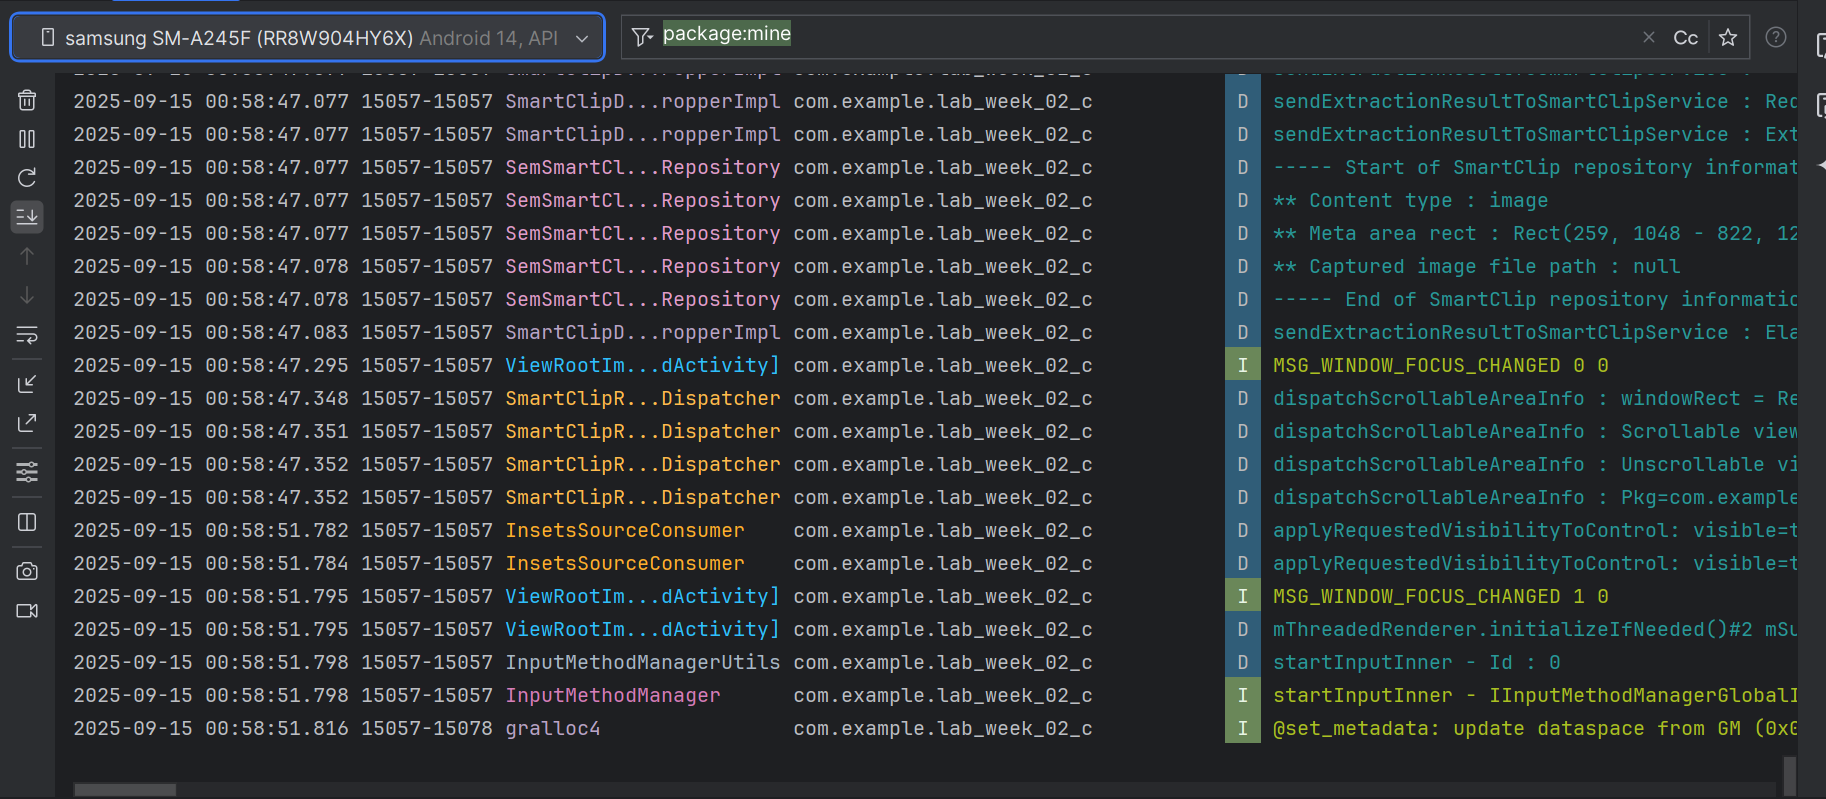 samsung SM-A245F (RR8W904HY6X) Android 14, API
package:mine
Cc
2025-09-15 00:58:47.077 15057-15057 SmartClipD...ropperImpl com.example.lab_week_02_c D sendExtractionResultToSmartClipService : Req
2025-09-15 00:58:47.077 15057-15057 SmartClipD...ropperImpl com.example.lab_week_02_c D sendExtractionResultToSmartClipService : Ext
2025-09-15 00:58:47.077 15057-15057 SemSmartCl...Repository com.example.lab_week_02_c D ----- Start of SmartClip repository informat
2025-09-15 00:58:47.077 15057-15057 SemSmartCl...Repository com.example.lab_week_02_c D ** Content type : image
2025-09-15 00:58:47.077 15057-15057 SemSmartCl...Repository com.example.lab_week_02_c D ** Meta area rect : Rect(259, 1048 - 822, 12
2025-09-15 00:58:47.078 15057-15057 SemSmartCl...Repository com.example.lab_week_02_c D ** Captured image file path : null
2025-09-15 00:58:47.078 15057-15057 SemSmartCl...Repository com.example.lab_week_02_c D ----- End of SmartClip repository informatio
2025-09-15 00:58:47.083 15057-15057 SmartClipD...ropperImpl com.example.lab_week_02_c D sendExtractionResultToSmartClipService : Ela
2025-09-15 00:58:47.295 15057-15057 ViewRootIm...dActivity] com.example.lab_week_02_c I MSG_WINDOW_FOCUS_CHANGED 0 0
2025-09-15 00:58:47.348 15057-15057 SmartClipR...Dispatcher com.example.lab_week_02_c D dispatchScrollableAreaInfo : windowRect = Re
2025-09-15 00:58:47.351 15057-15057 SmartClipR...Dispatcher com.example.lab_week_02_c D dispatchScrollableAreaInfo : Scrollable view
2025-09-15 00:58:47.352 15057-15057 SmartClipR...Dispatcher com.example.lab_week_02_c D dispatchScrollableAreaInfo : Unscrollable vi
2025-09-15 00:58:47.352 15057-15057 SmartClipR...Dispatcher com.example.lab_week_02_c D dispatchScrollableAreaInfo : Pkg=com.example
2025-09-15 00:58:51.782 15057-15057 InsetsSourceConsumer com.example.lab_week_02_c D applyRequestedVisibilityToControl: visible=t
2025-09-15 00:58:51.784 15057-15057 InsetsSourceConsumer com.example.lab_week_02_c D applyRequestedVisibilityToControl: visible=t
2025-09-15 00:58:51.795 15057-15057 ViewRootIm...dActivity] com.example.lab_week_02_c I MSG_WINDOW_FOCUS_CHANGED 1 0
2025-09-15 00:58:51.795 15057-15057 ViewRootIm...dActivity] com.example.lab_week_02_c D mThreadedRenderer.initializeIfNeeded()#2 mSu
2025-09-15 00:58:51.798 15057-15057 InputMethodManagerUtils com.example.lab_week_02_c D startInputInner - Id : 0
2025-09-15 00:58:51.798 15057-15057 InputMethodManager com.example.lab_week_02_c I startInputInner - IInputMethodManagerGlobalI
2025-09-15 00:58:51.816 15057-15078 gralloc4 com.example.lab_week_02_c I @set_metadata: update dataspace from GM (0x0